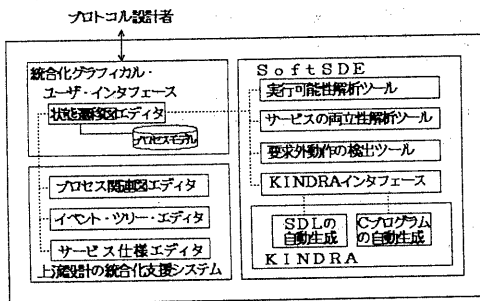 プロトコル設計者
統合化グラフィカル・
ユーザ・インタフェース
状態遷移図エディタ
プロセスモデル
プロセス関連図エディタ
イベント・ツリー・エディタ
サービス仕様エディタ
上流設計の統合化支援システム
SoftSDE
実行可能性解析ツール
サービスの両立性解析ツール
要求外動作の検出ツール
KINDRAインタフェース
SDLの
自動生成
Cプログラム
の自動生成
KINDRA